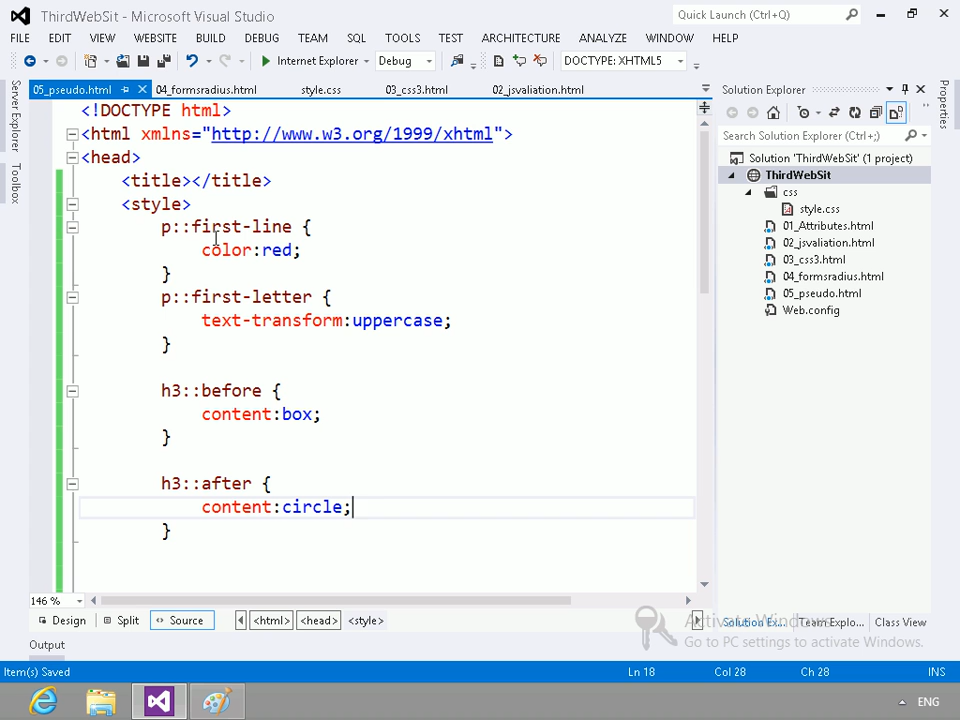 ThirdWebSit - Microsoft Visual Studio
Quick Launch (Ctrl+Q)
FILE EDIT VIEW WEBSITE BUILD DEBUG TEAM SQL TOOLS TEST ARCHITECTURE ANALYZE WINDOW HELP
Internet Explorer Debug DOCTYPE: XHTML5
05_pseudo.html 04_formsradius.html style.css 03_css3.html 02_jsvaliation.html
Server Explorer
Toolbox
<!DOCTYPE html>
<html xmlns="http://www.w3.org/1999/xhtml">
<head>
<title></title>
<style>
p::first-line {
color:red;
}
p::first-letter {
text-transform:uppercase;
}
h3::before {
content:box;
}
h3::after {
content:circle;
}
146 %
Design Split Source <html> <head> <style>
Solution Explorer
Search Solution Explorer (Ctrl+;)
Solution 'ThirdWebSit' (1 project)
ThirdWebSit
css
style.css
01_Attributes.html
02_jsvaliation.html
03_css3.html
04_formsradius.html
05_pseudo.html
Web.config
Properties
Solution Ex... Team Explo... Class View
Activate Windows
Go to PC settings to activate Windows.
Output
Item(s) Saved Ln 18 Col 28 Ch 28 INS
ENG